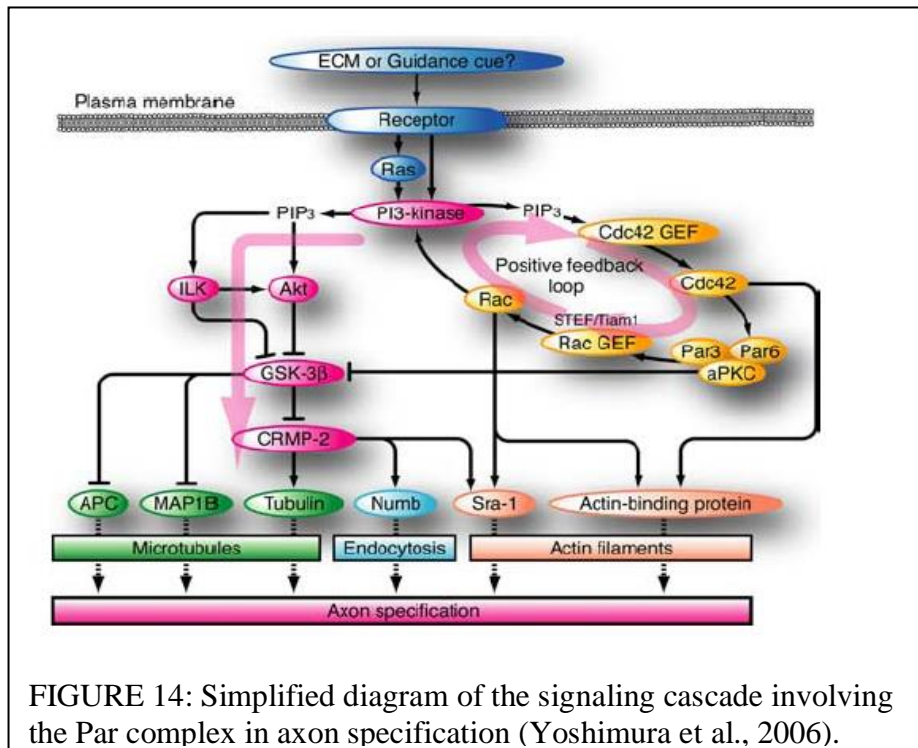 ECM or Guidance cue?
Plasma membrane
Receptor
Ras
PIP3
PI3-kinase
PIP3
Cdc42 GEF
Positive feedback
loop
ILK
Akt
Rac
Cdc42
STEF/Tiam1
Rac GEF
Par3
Par6
aPKC
GSK-3β
CRMP-2
APC
MAP1B
Tubulin
Numb
Sra-1
Actin-binding protein
Microtubules
Endocytosis
Actin filaments
Axon specification
FIGURE 14: Simplified diagram of the signaling cascade involving
the Par complex in axon specification (Yoshimura et al., 2006).